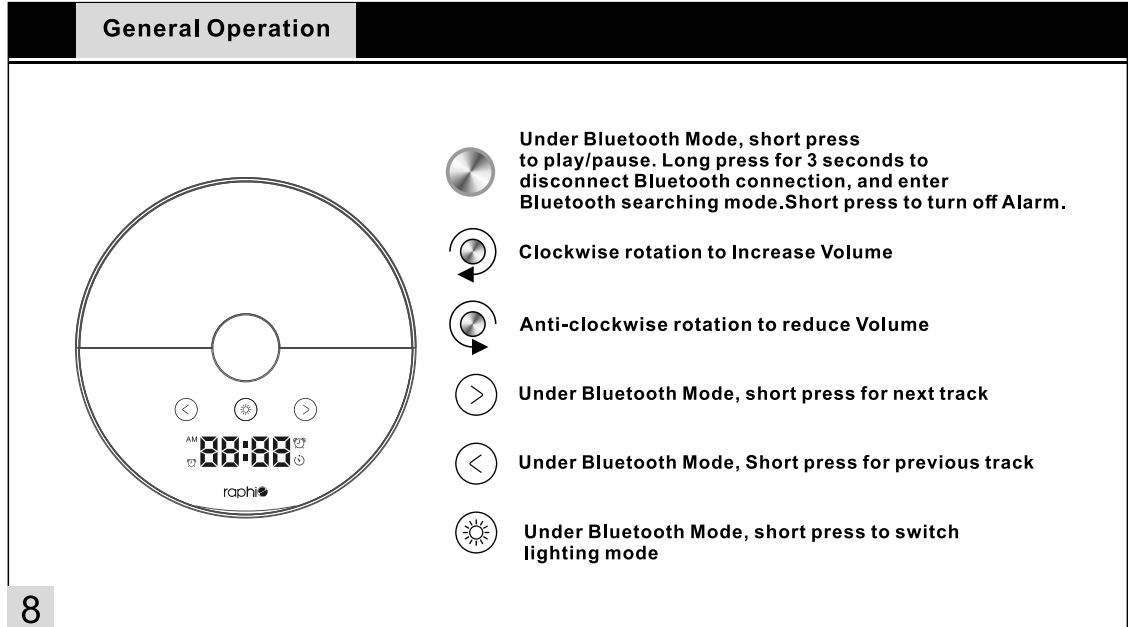 General Operation
Under Bluetooth Mode, short press
to play/pause. Long press for 3 seconds to
disconnect Bluetooth connection, and enter
Bluetooth searching mode.Short press to turn off Alarm.
Clockwise rotation to Increase Volume
Anti-clockwise rotation to reduce Volume
Under Bluetooth Mode, short press for next track
AM 88:88
Under Bluetooth Mode, Short press for previous track
raphio
Under Bluetooth Mode, short press to switch
lighting mode
8